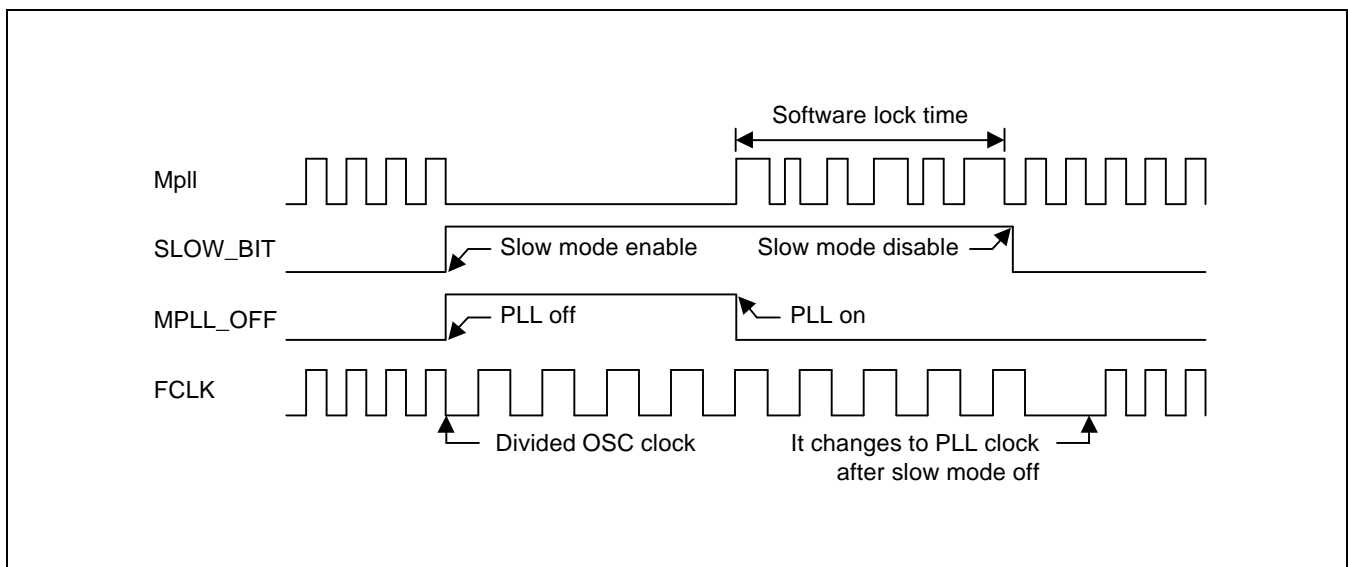 Software lock time
Mpll
SLOW_BIT
Slow mode enable
Slow mode disable
MPLL_OFF
PLL off
PLL on
FCLK
Divided OSC clock
It changes to PLL clock
after slow mode off